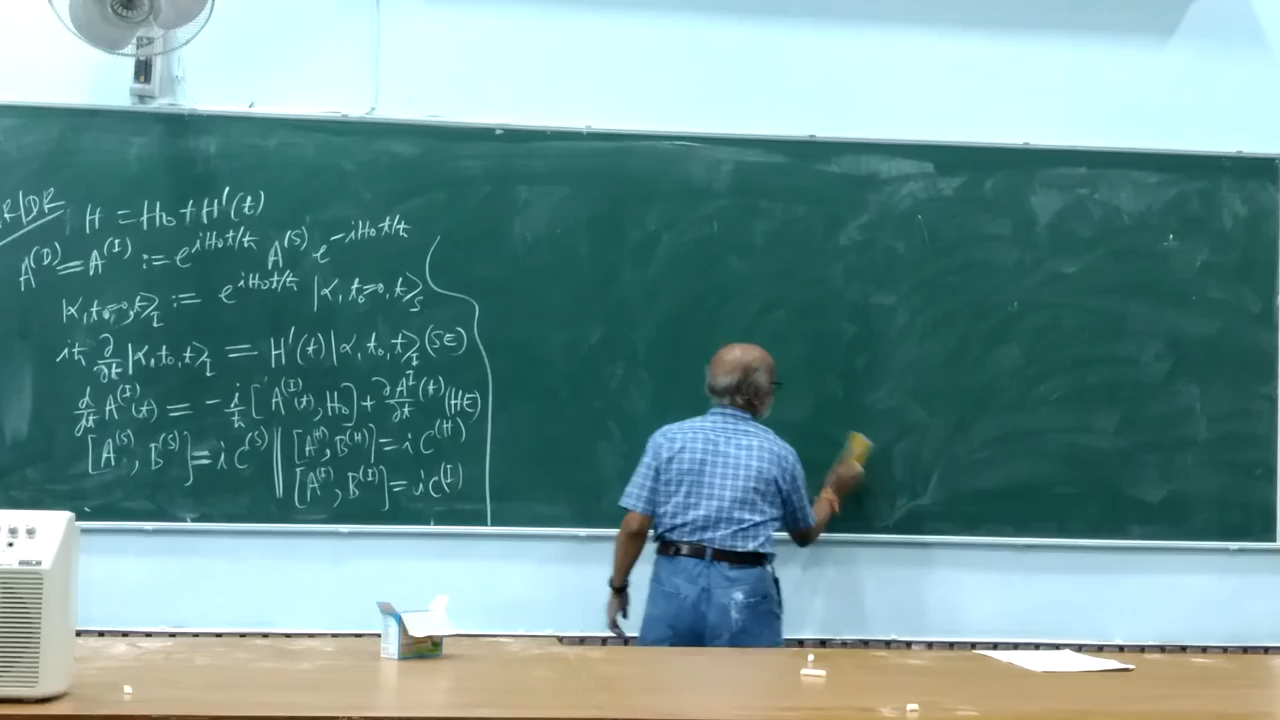 IR/DR H = H₀ + H'(t)
A^(D) = A^(I) := e^{iH₀t/ħ} A^(S) e^{-iH₀t/ħ}
|α, t₀=0, t⟩_I := e^{iH₀t/ħ} |α, t₀=0, t⟩_S
iħ ∂/∂t |α, t₀, t⟩_I = H'(t) |α, t₀, t⟩_I (SE)
d/dt A^(I)(t) = -i/ħ [A^(I)(t), H₀] + ∂A^I/∂t (t) (HE)
[A^(S), B^(S)] = i C^(S) || [A^(H), B^(H)] = i C^(H)
[A^(I), B^(I)] = i C^(I)